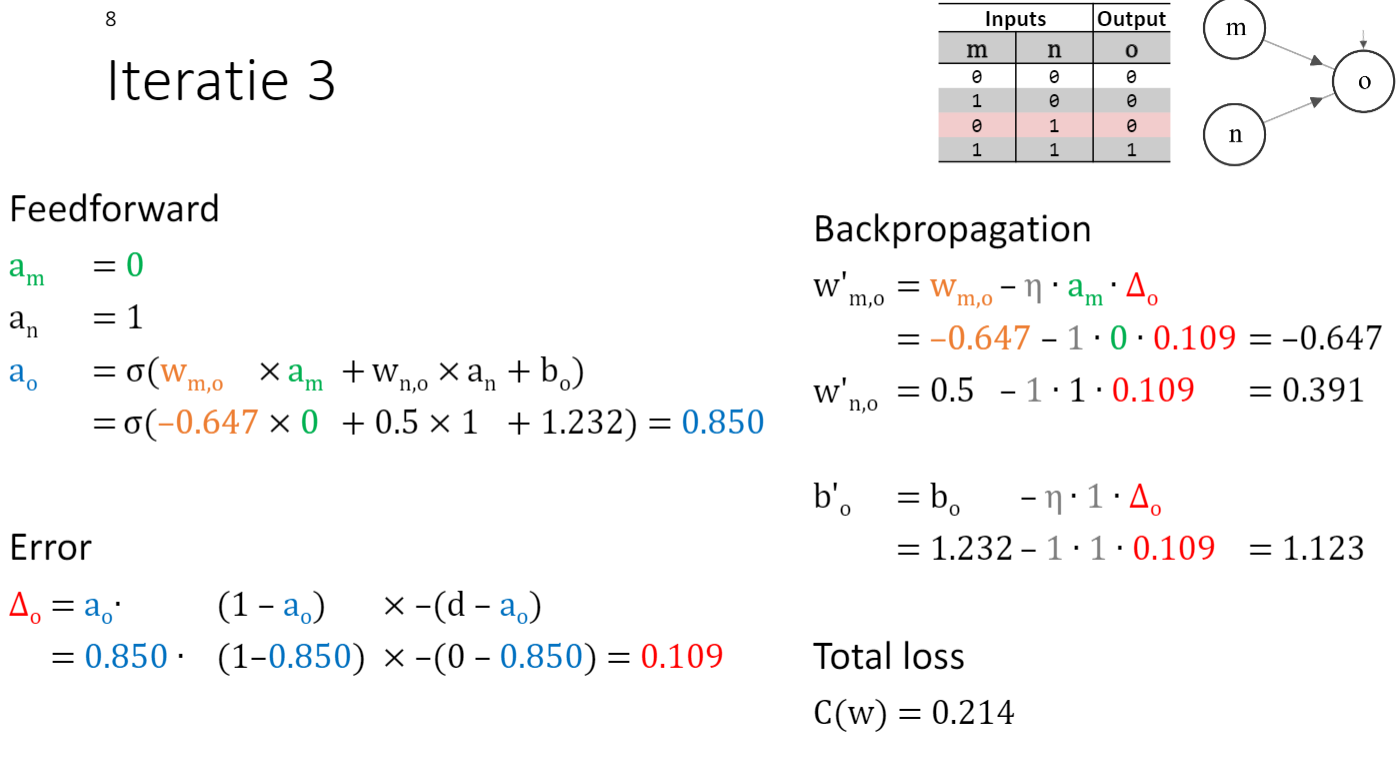 8
Iteratie 3
Inputs Output
m n o
0 0 0
1 0 0
0 1 0
1 1 1
m
n
o
Feedforward
aₘ = 0
aₙ = 1
aₒ = σ(wₘ,ₒ × aₘ + wₙ,ₒ × aₙ + bₒ)
= σ(–0.647 × 0 + 0.5 × 1 + 1.232) = 0.850
Error
Δₒ = aₒ· (1 – aₒ) × –(d – aₒ)
= 0.850 · (1–0.850) × –(0 – 0.850) = 0.109
Backpropagation
w'ₘ,ₒ = wₘ,ₒ – η · aₘ · Δₒ
= –0.647 – 1 · 0 · 0.109 = –0.647
w'ₙ,ₒ = 0.5 – 1 · 1 · 0.109 = 0.391
b'ₒ = bₒ – η · 1 · Δₒ
= 1.232 – 1 · 1 · 0.109 = 1.123
Total loss
C(w) = 0.214